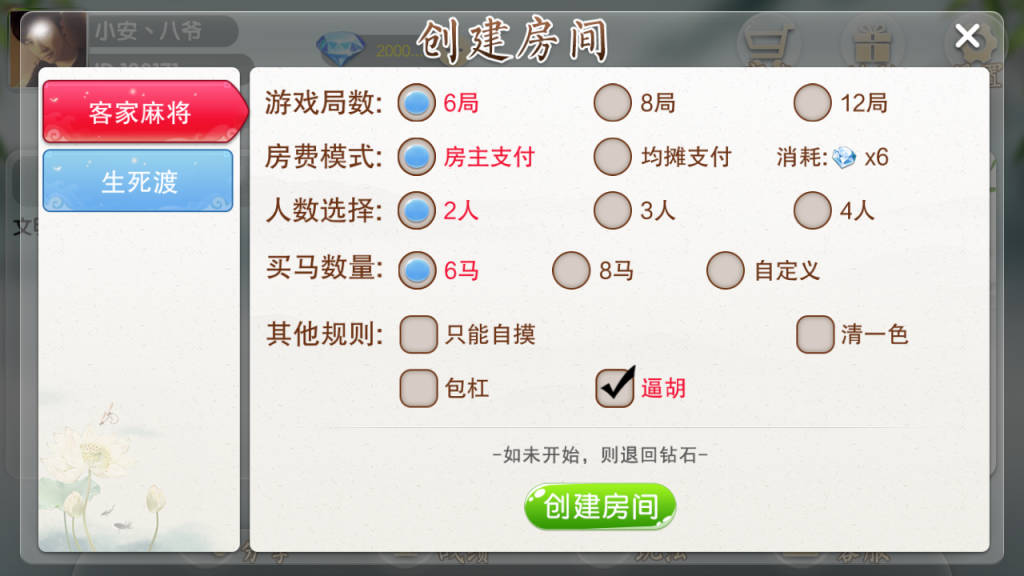 小安丶八爷
2000...
创建房间
客家麻将
生死渡
游戏局数: 6局 8局 12局
房费模式: 房主支付 均摊支付 消耗: x6
人数选择: 2人 3人 4人
买马数量: 6马 8马 自定义
其他规则: 只能自摸 清一色
包杠 逼胡
-如未开始，则退回钻石-
创建房间